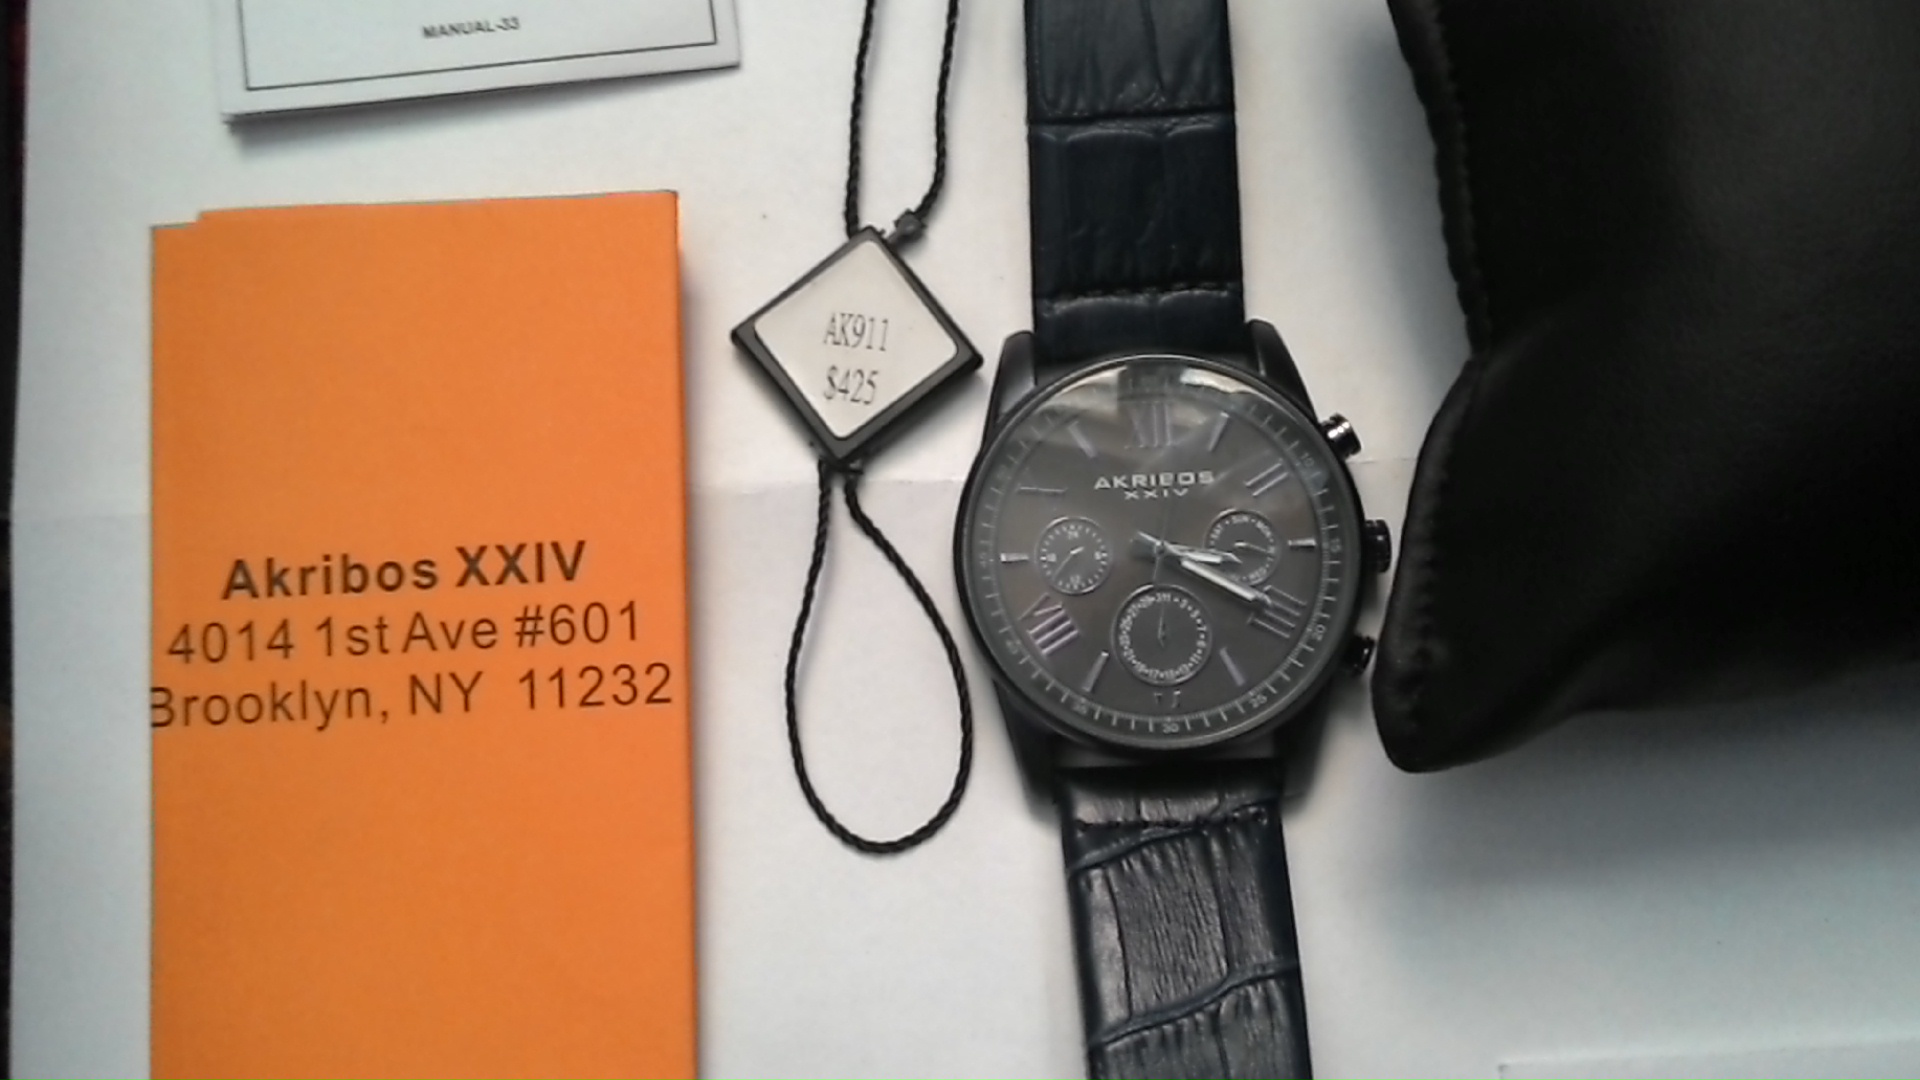 MANUAL-33
AK911
$425
AKRIBOS
XXIV
Akribos XXIV
4014 1st Ave #601
Brooklyn, NY 11232